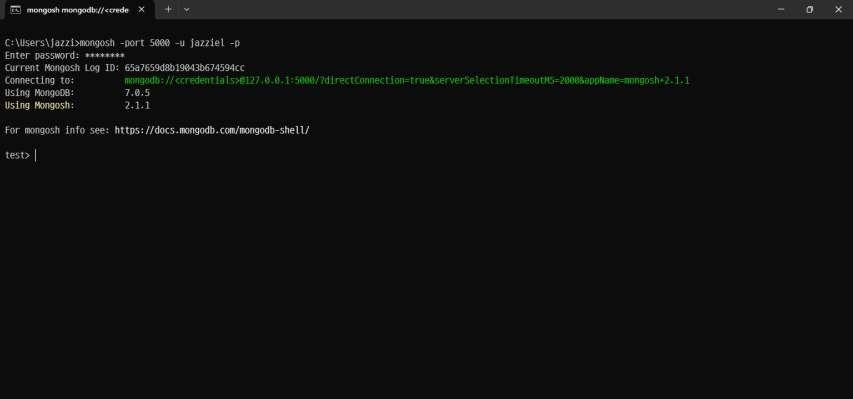 mongosh mongodb://<crede
C:\Users\jazzi>mongosh -port 5000 -u jazziel -p
Enter password: ********
Current Mongosh Log ID: 65a7659d8b19043b674594cc
Connecting to: mongodb://<credentials>@127.0.0.1:5000/?directConnection=true&serverSelectionTimeoutMS=2000&appName=mongosh+2.1.1
Using MongoDB: 7.0.5
Using Mongosh: 2.1.1
For mongosh info see: https://docs.mongodb.com/mongodb-shell/
test>